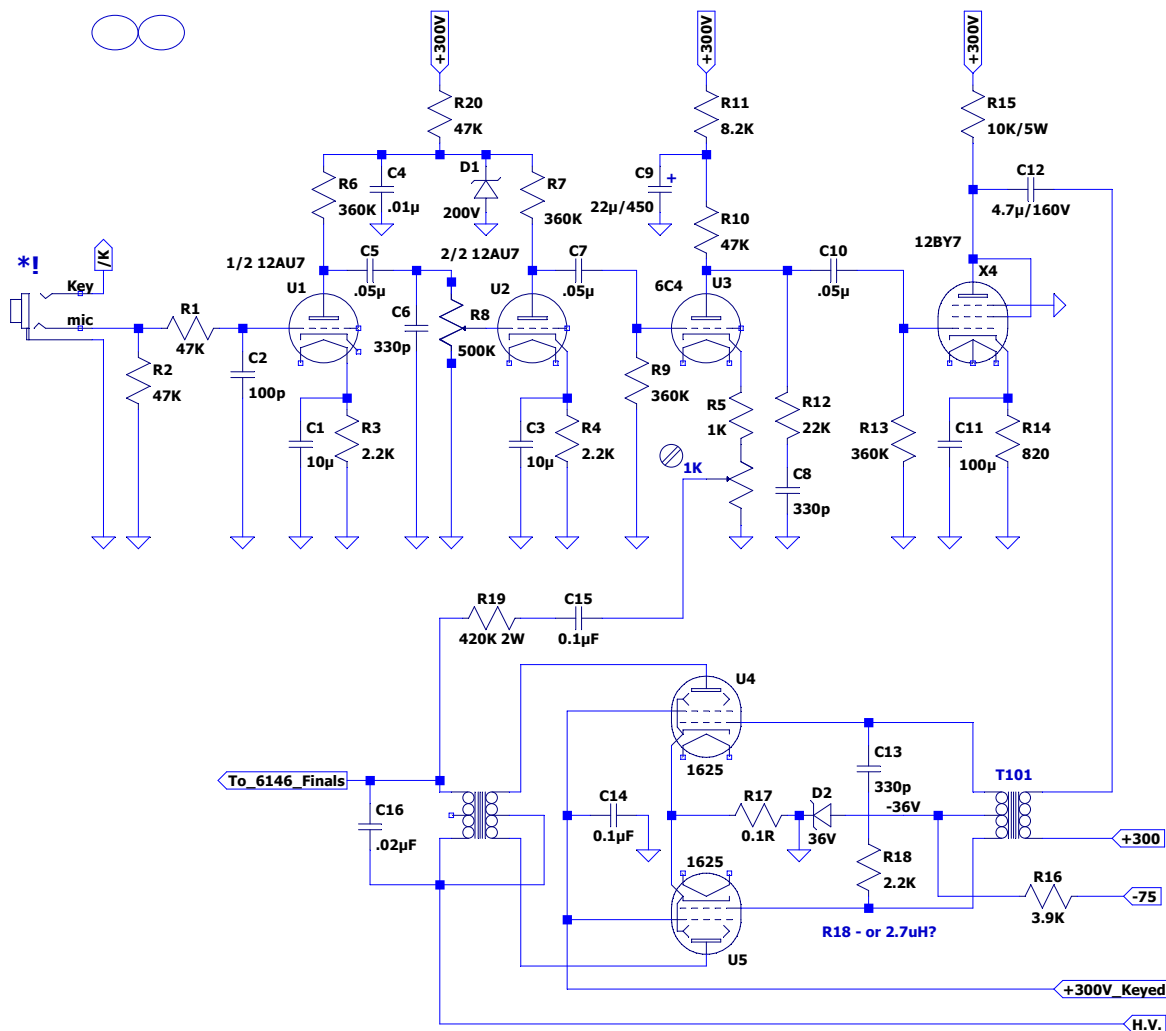 +300V
+300V
+300V
R20
47K
R11
8.2K
R15
10K/5W
R6
360K
C4
.01µ
D1
200V
R7
360K
C9
+
22µ/450
R10
47K
C12
4.7µ/160V
*!
/K
Key
mic
R1
47K
R2
47K
C2
100p
1/2 12AU7
U1
C5
.05µ
C6
330p
2/2 12AU7
U2
R8
500K
C7
.05µ
6C4
U3
C10
.05µ
12BY7
X4
C1
10µ
R3
2.2K
C3
10µ
R4
2.2K
R9
360K
R5
1K
1K
R12
22K
C8
330p
R13
360K
C11
100µ
R14
820
R19
420K 2W
C15
0.1µF
U4
1625
C13
330p
-36V
T101
To_6146_Finals
C16
.02µF
C14
0.1µF
R17
0.1R
D2
36V
+300
1625
U5
R18
2.2K
R16
3.9K
-75
R18 - or 2.7uH?
+300V_Keyed
H.V.